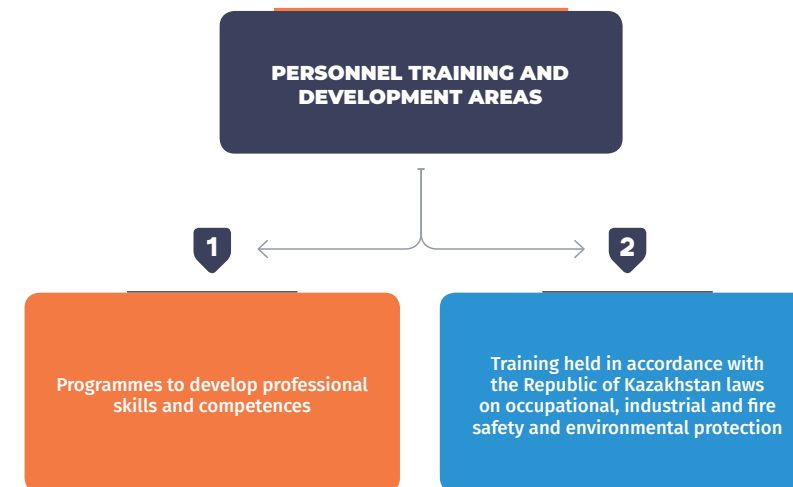 PERSONNEL TRAINING AND
DEVELOPMENT AREAS
1
2
Programmes to develop professional
skills and competences
Training held in accordance with
the Republic of Kazakhstan laws
on occupational, industrial and fire
safety and environmental protection